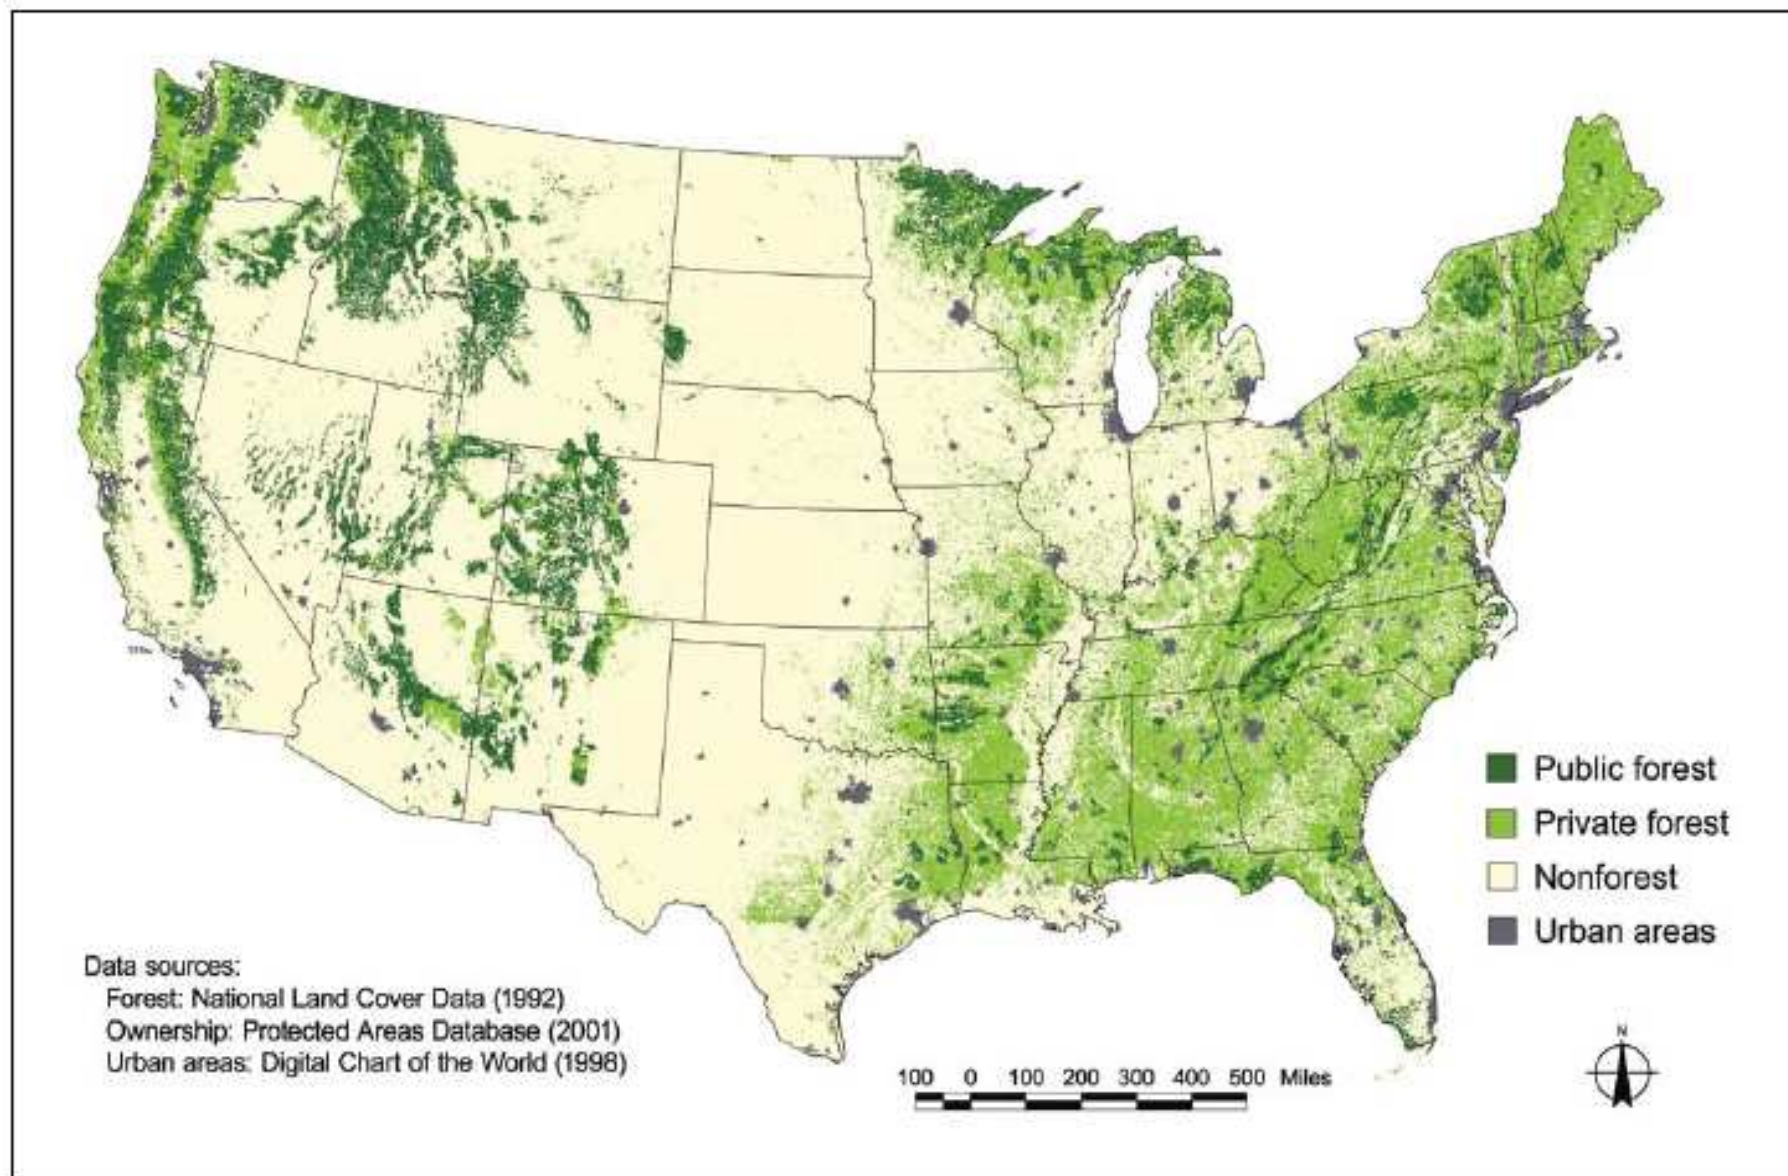 Public forest
Private forest
Nonforest
Urban areas
Data sources:
Forest: National Land Cover Data (1992)
Ownership: Protected Areas Database (2001)
Urban areas: Digital Chart of the World (1998)
100 0 100 200 300 400 500 Miles
N